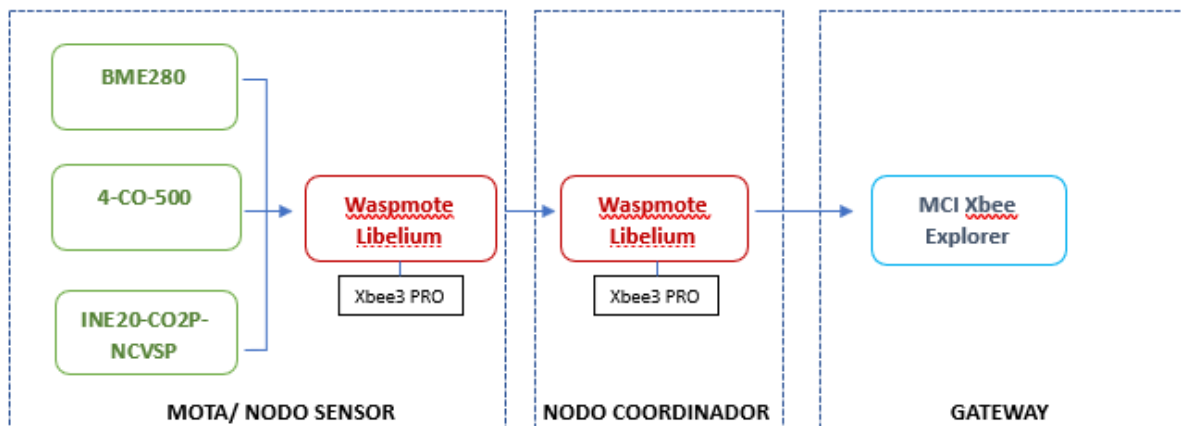 BME280
4-CO-500
INE20-CO2P-
NCVSP
Waspmote
Libelium
Xbee3 PRO
MOTA/ NODO SENSOR
Waspmote
Libelium
Xbee3 PRO
NODO COORDINADOR
MCI Xbee
Explorer
GATEWAY